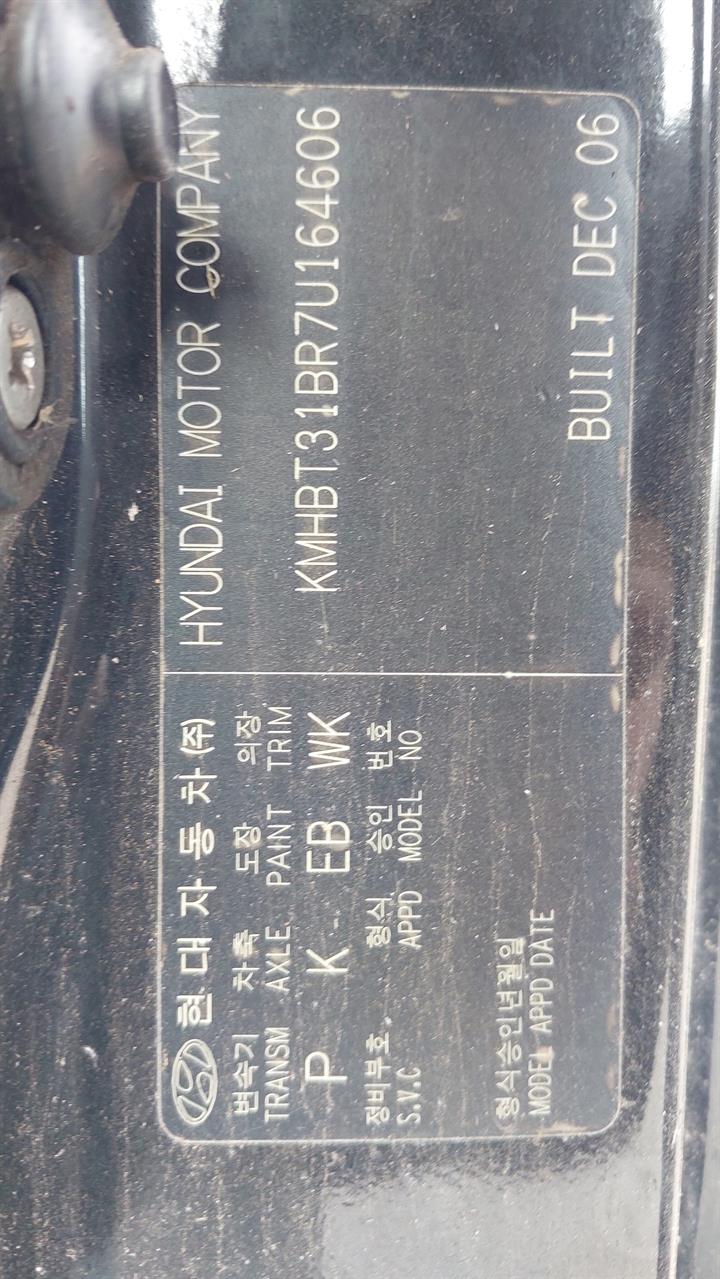 현대자동차(주) HYUNDAI MOTOR COMPANY
변속기 차축 도장 의장
TRANSM AXLE PAINT TRIM
P K EB WK KMHBT31BR7U164606
정비부호 형식 승인 번호
S.V.C APPD MODEL NO
형식승인년월일
MODEL APPD DATE
BUILT DEC 06